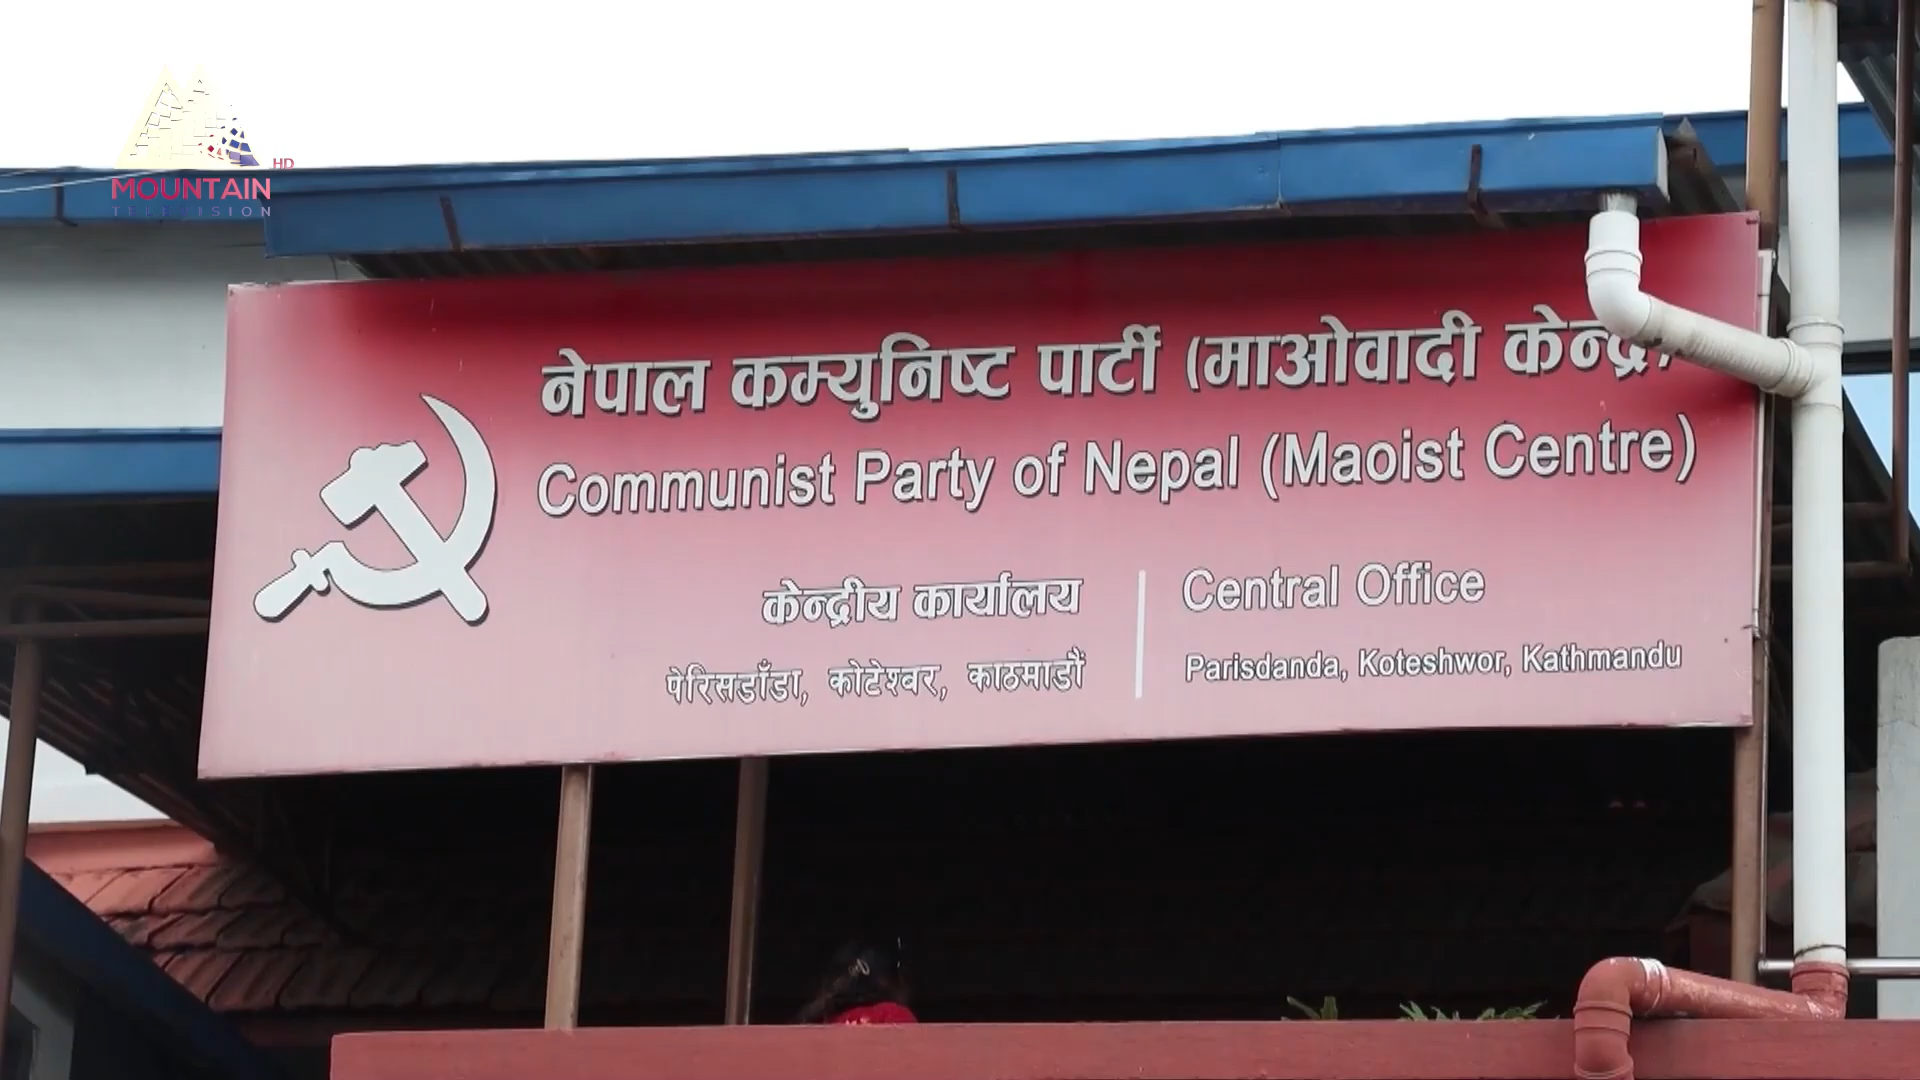 HD
MOUNTAIN
TELEVISION
नेपाल कम्युनिष्ट पार्टी (माओवादी केन्द्र)
Communist Party of Nepal (Maoist Centre)
केन्द्रीय कार्यालय
पेरिसडाँडा, कोटेश्वर, काठमाडौं
Central Office
Parisdanda, Koteshwor, Kathmandu